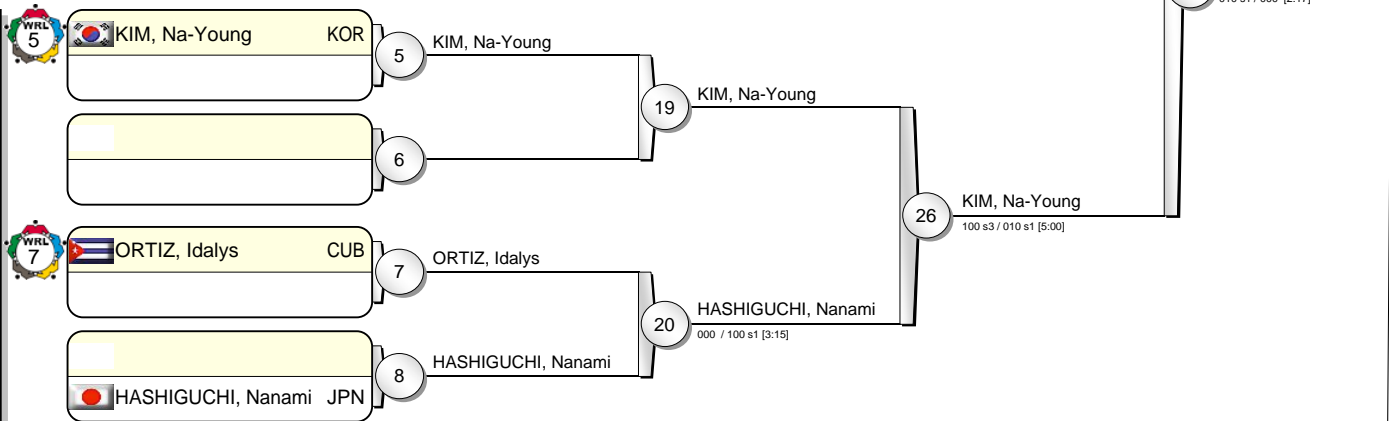 WRL
5
KIM, Na-Young KOR
5
KIM, Na-Young
6
19
KIM, Na-Young
WRL
7
ORTIZ, Idalys CUB
7
ORTIZ, Idalys
HASHIGUCHI, Nanami JPN
8
HASHIGUCHI, Nanami
20
HASHIGUCHI, Nanami
000 / 100 s1 [3:15]
26
KIM, Na-Young
100 s3 / 010 s1 [5:00]